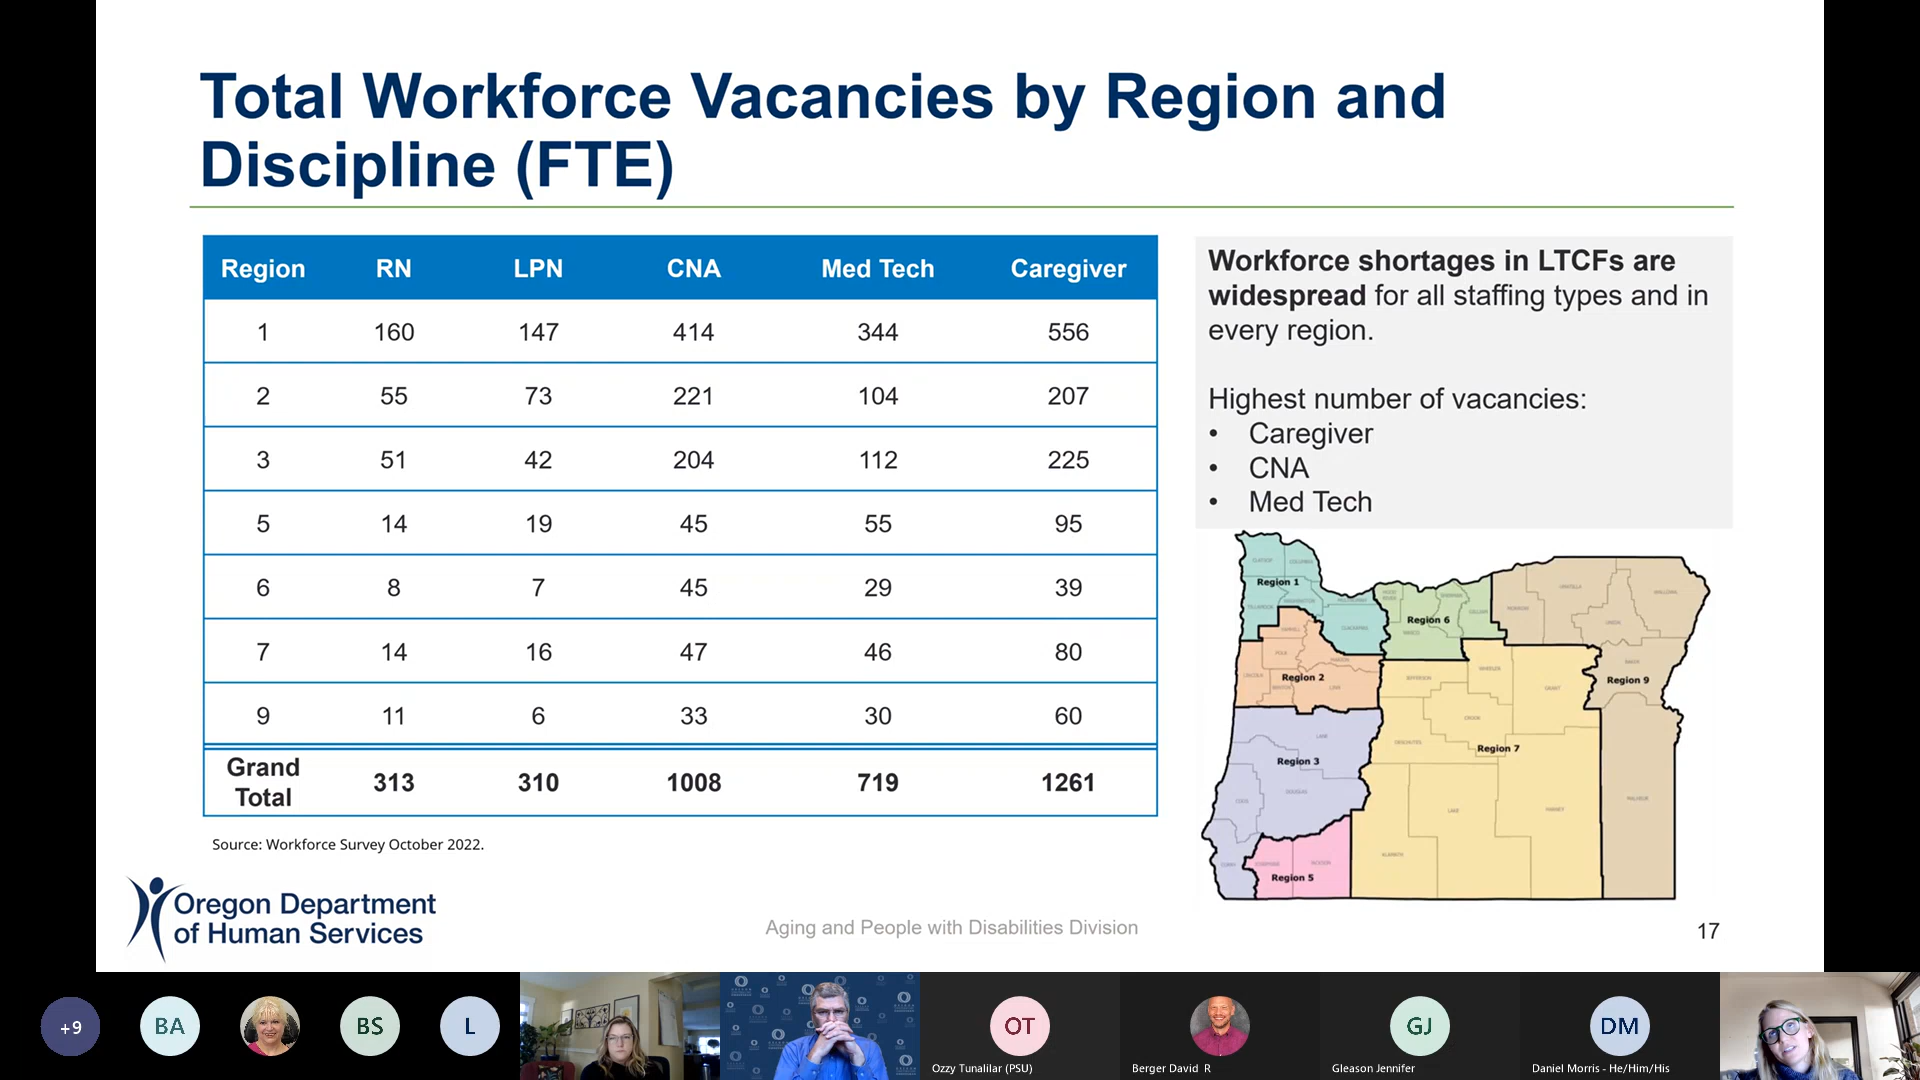 Total Workforce Vacancies by Region and
Discipline (FTE)
Region RN LPN CNA Med Tech Caregiver
1 160 147 414 344 556
2 55 73 221 104 207
3 51 42 204 112 225
5 14 19 45 55 95
6 8 7 45 29 39
7 14 16 47 46 80
9 11 6 33 30 60
Grand
Total 313 310 1008 719 1261
Source: Workforce Survey October 2022.
Workforce shortages in LTCFs are
widespread for all staffing types and in
every region.
Highest number of vacancies:
• Caregiver
• CNA
• Med Tech
Region 1
Region 6
Region 2
Region 9
Region 7
Region 3
Region 5
Oregon Department
of Human Services
Aging and People with Disabilities Division
17
+9
BA
BS
L
OT
GJ
DM
Ozzy Tunalilar (PSU)
Berger David R
Gleason Jennifer
Daniel Morris - He/Him/His